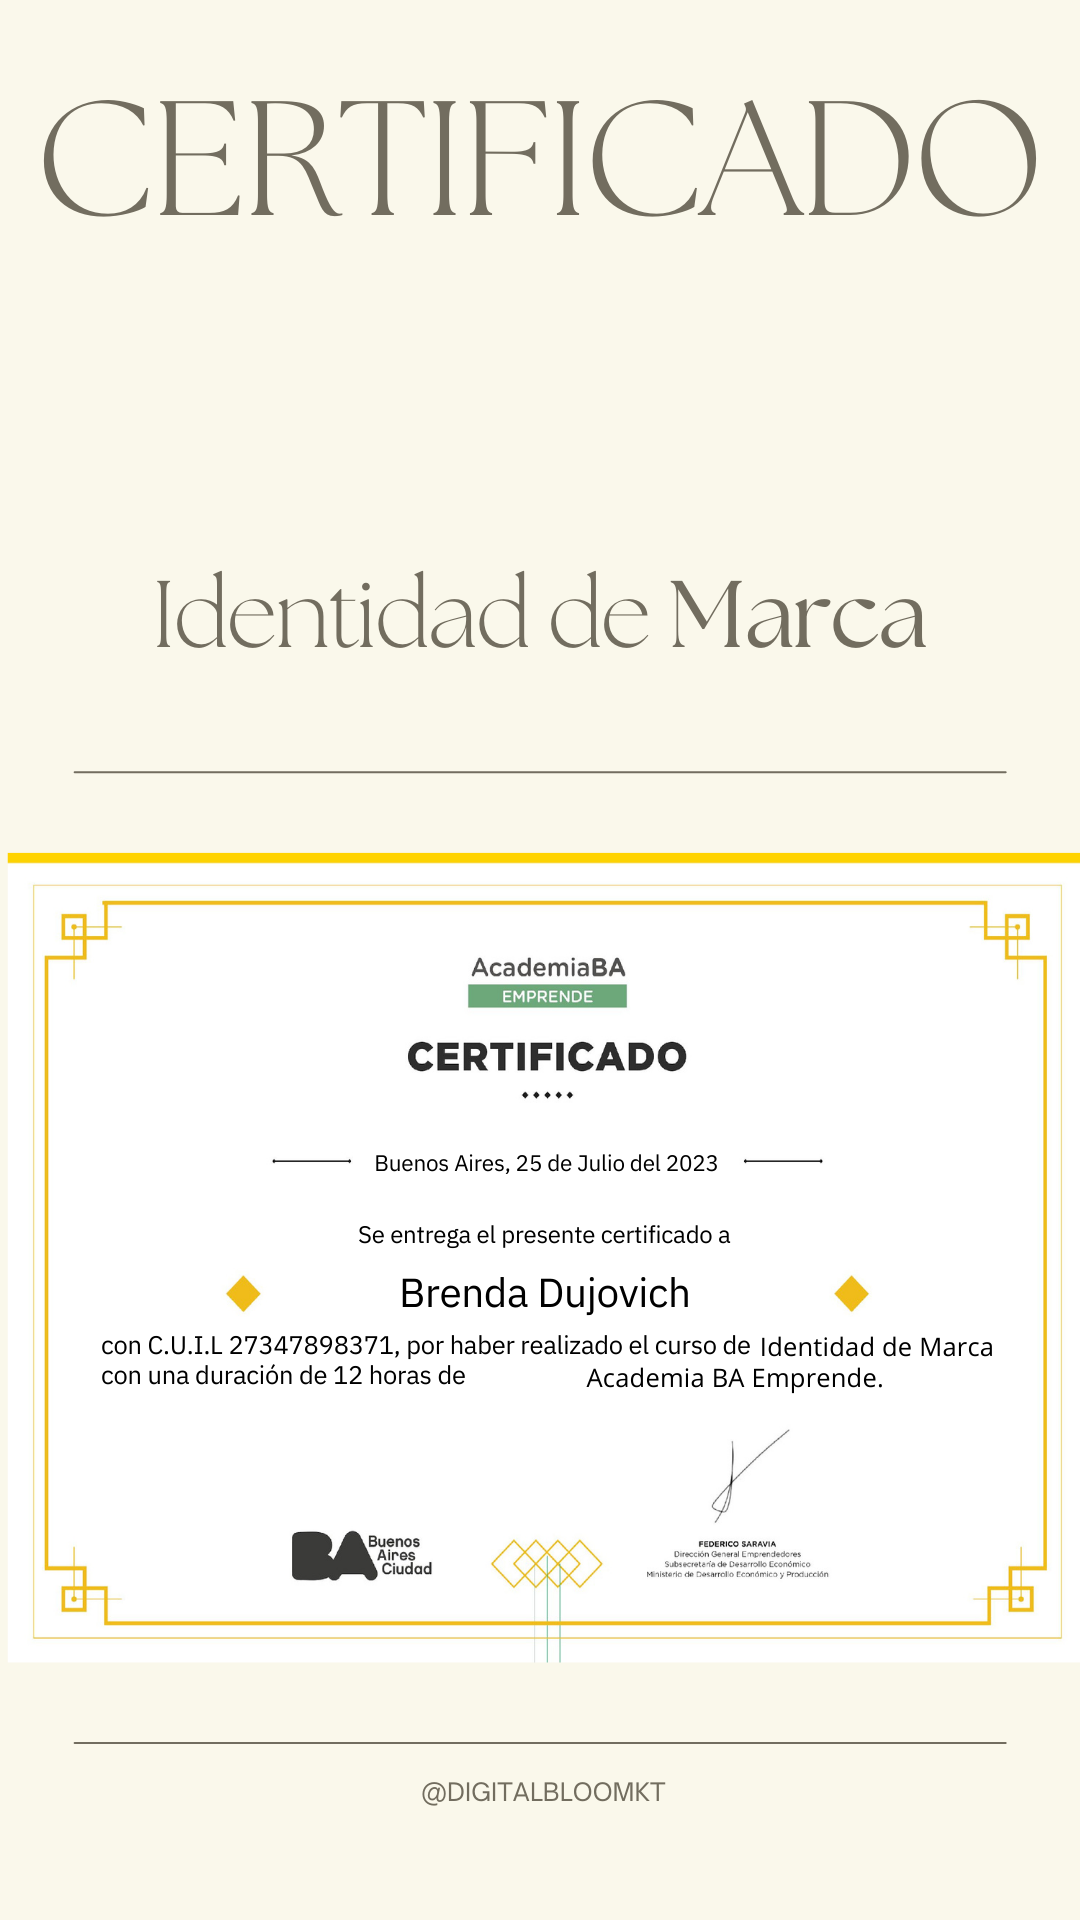 CERTIFICADO
Identidad de Marca
AcademiaBA
EMPRENDE
CERTIFICADO
Buenos Aires, 25 de Julio del 2023
Se entrega el presente certificado a
Brenda Dujovich
con C.U.I.L 27347898371, por haber realizado el curso de Identidad de Marca
con una duración de 12 horas de Academia BA Emprende.
BA Buenos
Aires
Ciudad
FEDERICO SARAVIA
Dirección General Emprendedores
Subsecretaría de Desarrollo Económico
Ministerio de Desarrollo Económico y Producción
@DIGITALBLOOMKT